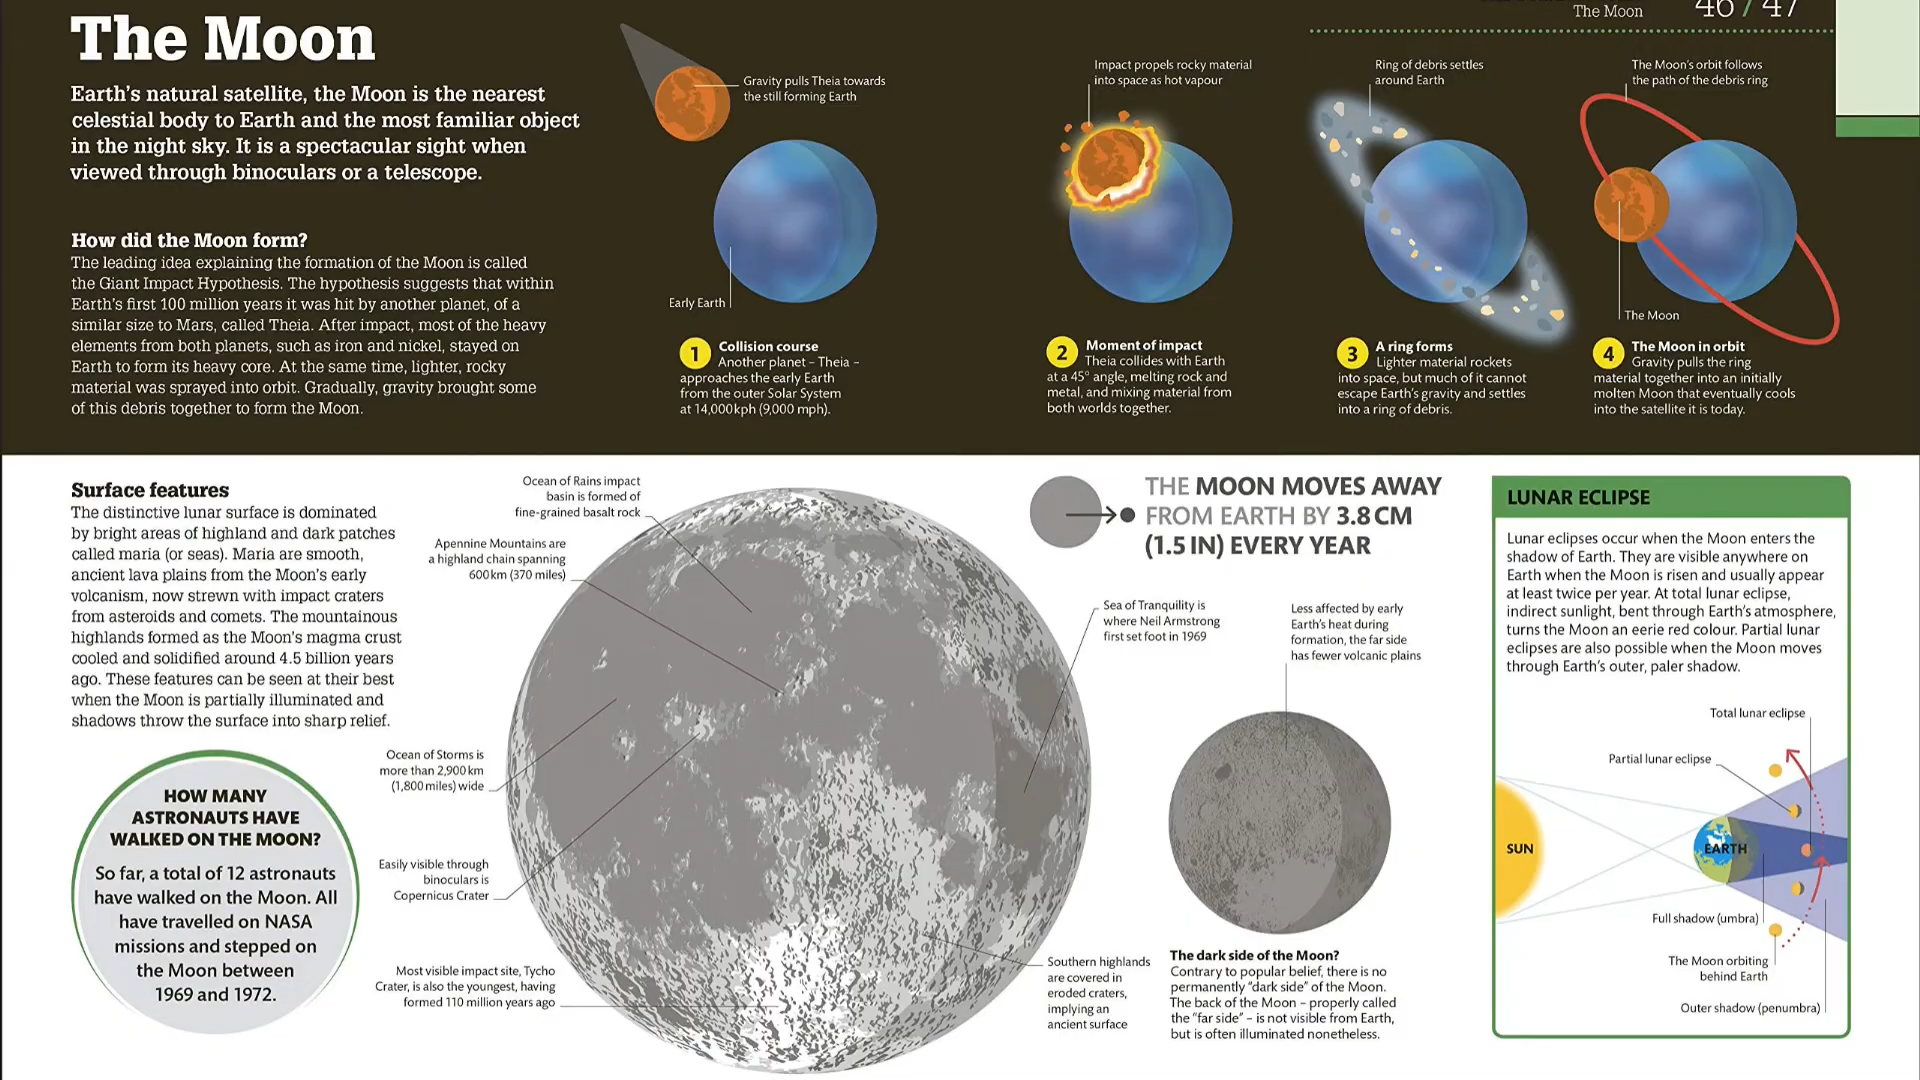 The Moon
46 / 47
The Moon
Earth's natural satellite, the Moon is the nearest
celestial body to Earth and the most familiar object
in the night sky. It is a spectacular sight when
viewed through binoculars or a telescope.
How did the Moon form?
The leading idea explaining the formation of the Moon is called
the Giant Impact Hypothesis. The hypothesis suggests that within
Earth's first 100 million years it was hit by another planet, of a
similar size to Mars, called Theia. After impact, most of the heavy
elements from both planets, such as iron and nickel, stayed on
Earth to form its heavy core. At the same time, lighter, rocky
material was sprayed into orbit. Gradually, gravity brought some
of this debris together to form the Moon.
Gravity pulls Theia towards
the still forming Earth
Early Earth
1 Collision course
Another planet – Theia –
approaches the early Earth
from the outer Solar System
at 14,000 kph (9,000 mph).
Impact propels rocky material
into space as hot vapour
2 Moment of impact
Theia collides with Earth
at a 45° angle, melting rock and
metal, and mixing material from
both worlds together.
Ring of debris settles
around Earth
3 A ring forms
Lighter material rockets
into space, but much of it cannot
escape Earth's gravity and settles
into a ring of debris.
The Moon's orbit follows
the path of the debris ring
The Moon
4 The Moon in orbit
Gravity pulls the ring
material together into an initially
molten Moon that eventually cools
into the satellite it is today.
Surface features
The distinctive lunar surface is dominated
by bright areas of highland and dark patches
called maria (or seas). Maria are smooth,
ancient lava plains from the Moon's early
volcanism, now strewn with impact craters
from asteroids and comets. The mountainous
highlands formed as the Moon's magma crust
cooled and solidified around 4.5 billion years
ago. These features can be seen at their best
when the Moon is partially illuminated and
shadows throw the surface into sharp relief.
HOW MANY
ASTRONAUTS HAVE
WALKED ON THE MOON?
So far, a total of 12 astronauts
have walked on the Moon. All
have travelled on NASA
missions and stepped on
the Moon between
1969 and 1972.
Ocean of Rains impact
basin is formed of
fine-grained basalt rock
Apennine Mountains are
a highland chain spanning
600 km (370 miles)
Ocean of Storms is
more than 2,900 km
(1,800 miles) wide
Easily visible through
binoculars is
Copernicus Crater
Most visible impact site, Tycho
Crater, is also the youngest, having
formed 110 million years ago
THE MOON MOVES AWAY
FROM EARTH BY 3.8 CM
(1.5 IN) EVERY YEAR
Sea of Tranquility is
where Neil Armstrong
first set foot in 1969
Southern highlands
are covered in
eroded craters,
implying an
ancient surface
Less affected by early
Earth's heat during
formation, the far side
has fewer volcanic plains
The dark side of the Moon?
Contrary to popular belief, there is no
permanently "dark side" of the Moon.
The back of the Moon – properly called
the "far side" – is not visible from Earth,
but is often illuminated nonetheless.
LUNAR ECLIPSE
Lunar eclipses occur when the Moon enters the
shadow of Earth. They are visible anywhere on
Earth when the Moon is risen and usually appear
at least twice per year. At total lunar eclipse,
indirect sunlight, bent through Earth's atmosphere,
turns the Moon an eerie red colour. Partial lunar
eclipses are also possible when the Moon moves
through Earth's outer, paler shadow.
Total lunar eclipse
Partial lunar eclipse
SUN
EARTH
Full shadow (umbra)
The Moon orbiting
behind Earth
Outer shadow (penumbra)